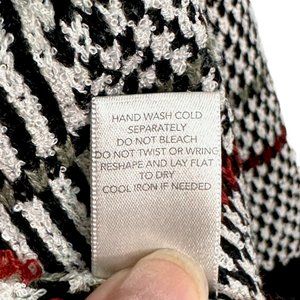 HAND WASH COLD
SEPARATELY
DO NOT BLEACH
DO NOT TWIST OR WRING
RESHAPE AND LAY FLAT
TO DRY
COOL IRON IF NEEDED